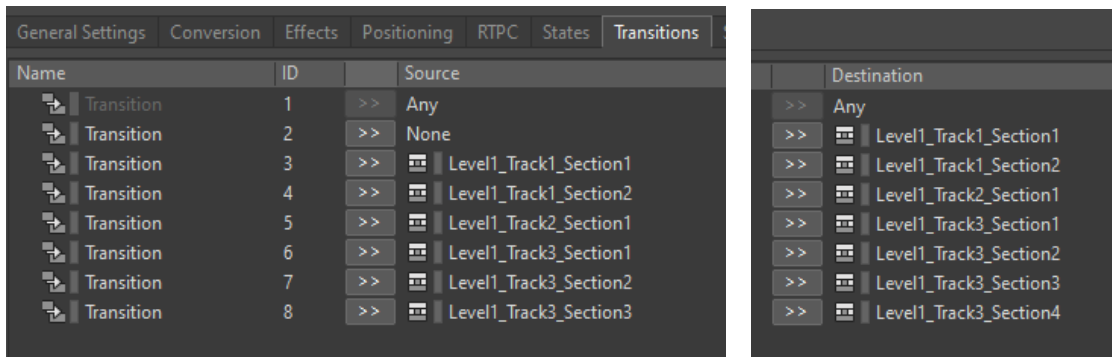 General Settings Conversion Effects Positioning RTPC States Transitions
Name ID Source Destination
Transition 1 >> Any >> Any
Transition 2 >> None >> Level1_Track1_Section1
Transition 3 >> Level1_Track1_Section1 >> Level1_Track1_Section2
Transition 4 >> Level1_Track1_Section2 >> Level1_Track2_Section1
Transition 5 >> Level1_Track2_Section1 >> Level1_Track3_Section1
Transition 6 >> Level1_Track3_Section1 >> Level1_Track3_Section2
Transition 7 >> Level1_Track3_Section2 >> Level1_Track3_Section3
Transition 8 >> Level1_Track3_Section3 >> Level1_Track3_Section4